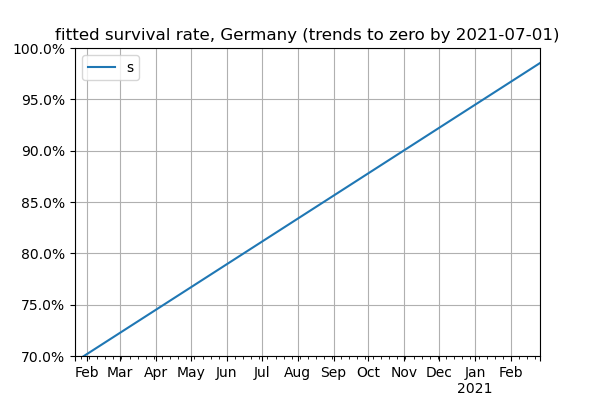 fitted survival rate, Germany (trends to zero by 2021-07-01)
100.0%
s
95.0%
90.0%
85.0%
80.0%
75.0%
70.0%
Feb Mar Apr May Jun Jul Aug Sep Oct Nov Dec Jan Feb
2021